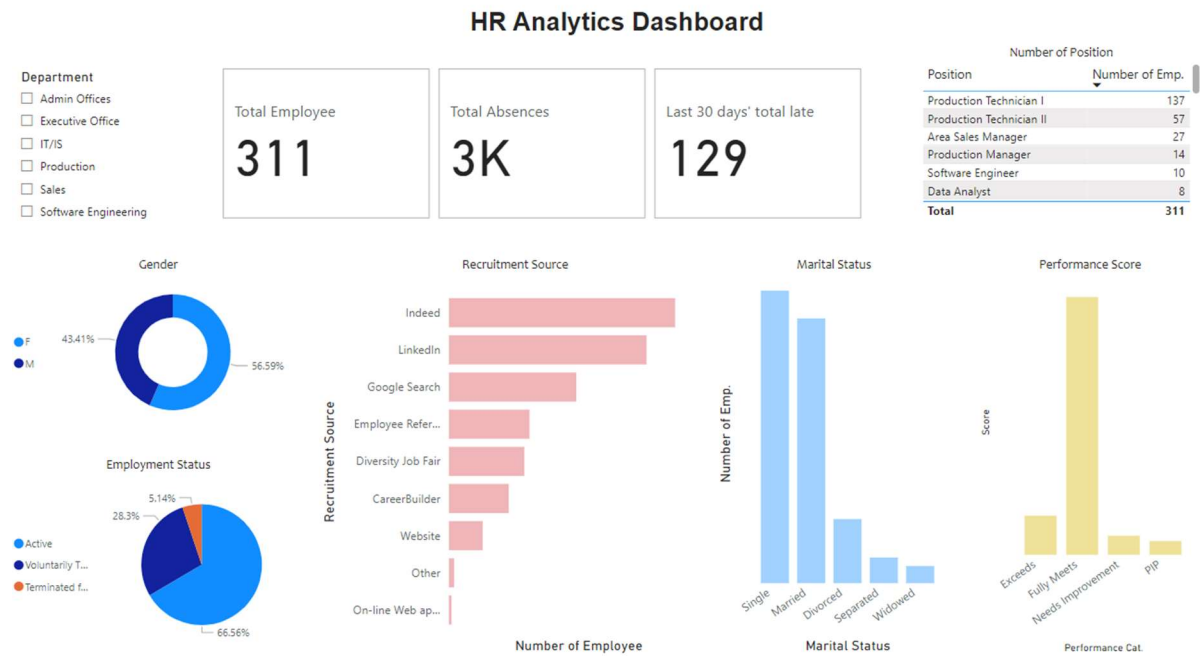 HR Analytics Dashboard
Department
Admin Offices
Executive Office
IT/IS
Production
Sales
Software Engineering
Total Employee
311
Total Absences
3K
Last 30 days' total late
129
Number of Position
Position Number of Emp.
Production Technician I 137
Production Technician II 57
Area Sales Manager 27
Production Manager 14
Software Engineer 10
Data Analyst 8
Total 311
Gender
F
M
43.41%
56.59%
Employment Status
Active
Voluntarily T...
Terminated f...
5.14%
28.3%
66.56%
Recruitment Source
Recruitment Source
Indeed
LinkedIn
Google Search
Employee Refer...
Diversity Job Fair
CareerBuilder
Website
Other
On-line Web ap...
Number of Employee
Marital Status
Number of Emp.
Single
Married
Divorced
Separated
Widowed
Marital Status
Performance Score
Score
Exceeds
Fully Meets
Needs Improvement
PIP
Performance Cat.